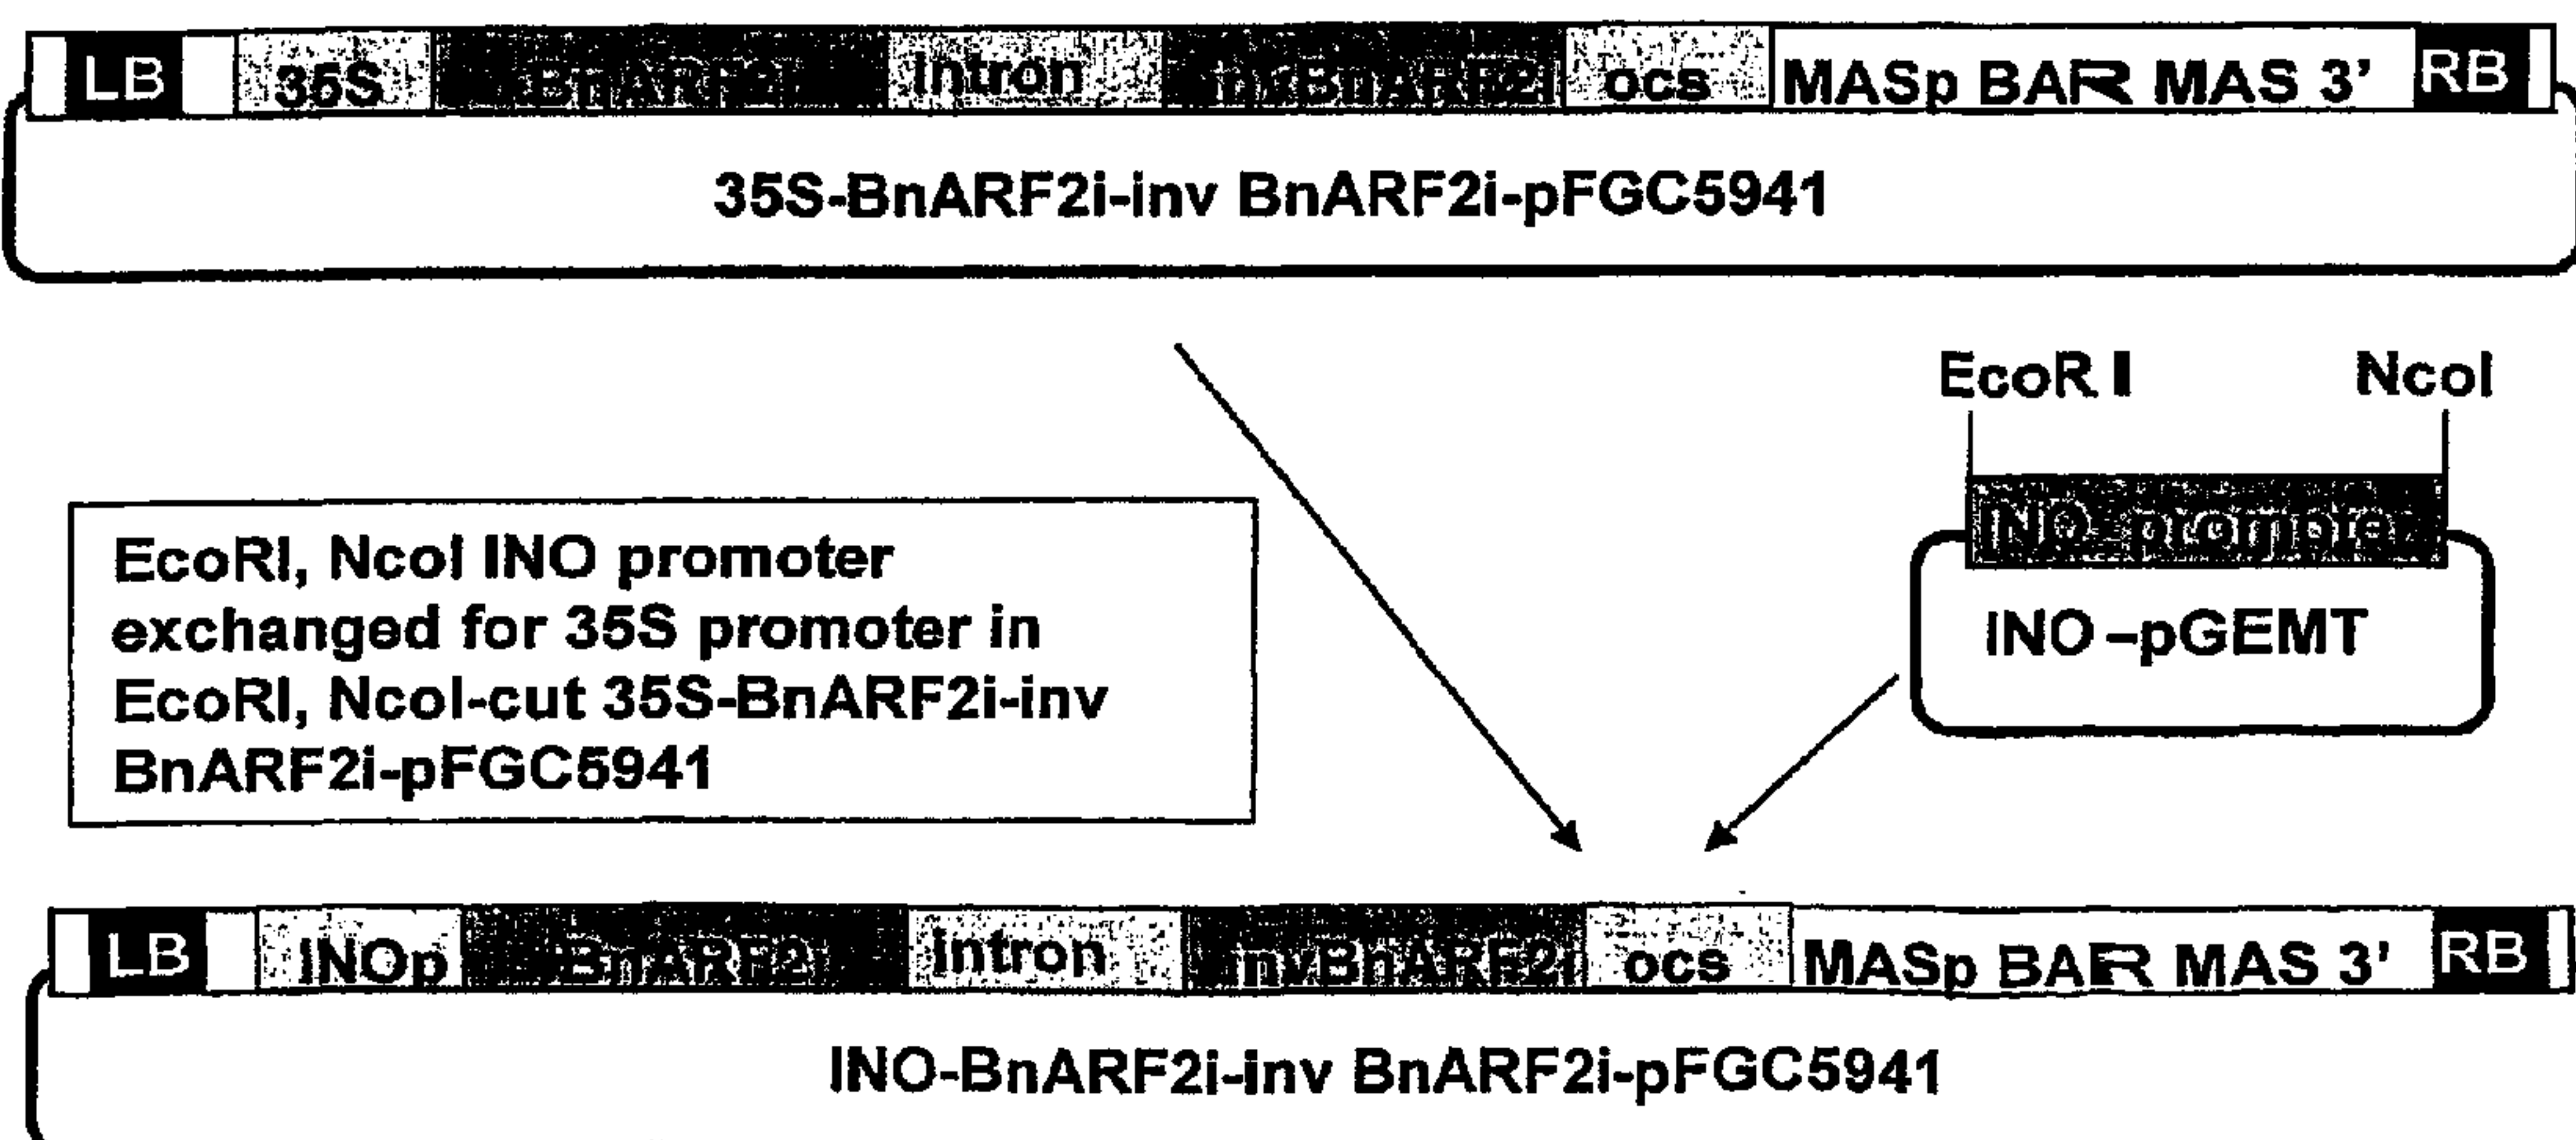 LB 35S BnARF2i Intron invBnARF2i ocs MASp BAR MAS 3’ RB
35S-BnARF2i-inv BnARF2i-pFGC5941
EcoR I NcoI
INO promoter
INO –pGEMT
EcoRI, NcoI INO promoter
exchanged for 35S promoter in
EcoRI, NcoI-cut 35S-BnARF2i-inv
BnARF2i-pFGC5941
LB INOp BnARF2i Intron invBnARF2i ocs MASp BAR MAS 3’ RB
INO-BnARF2i-inv BnARF2i-pFGC5941